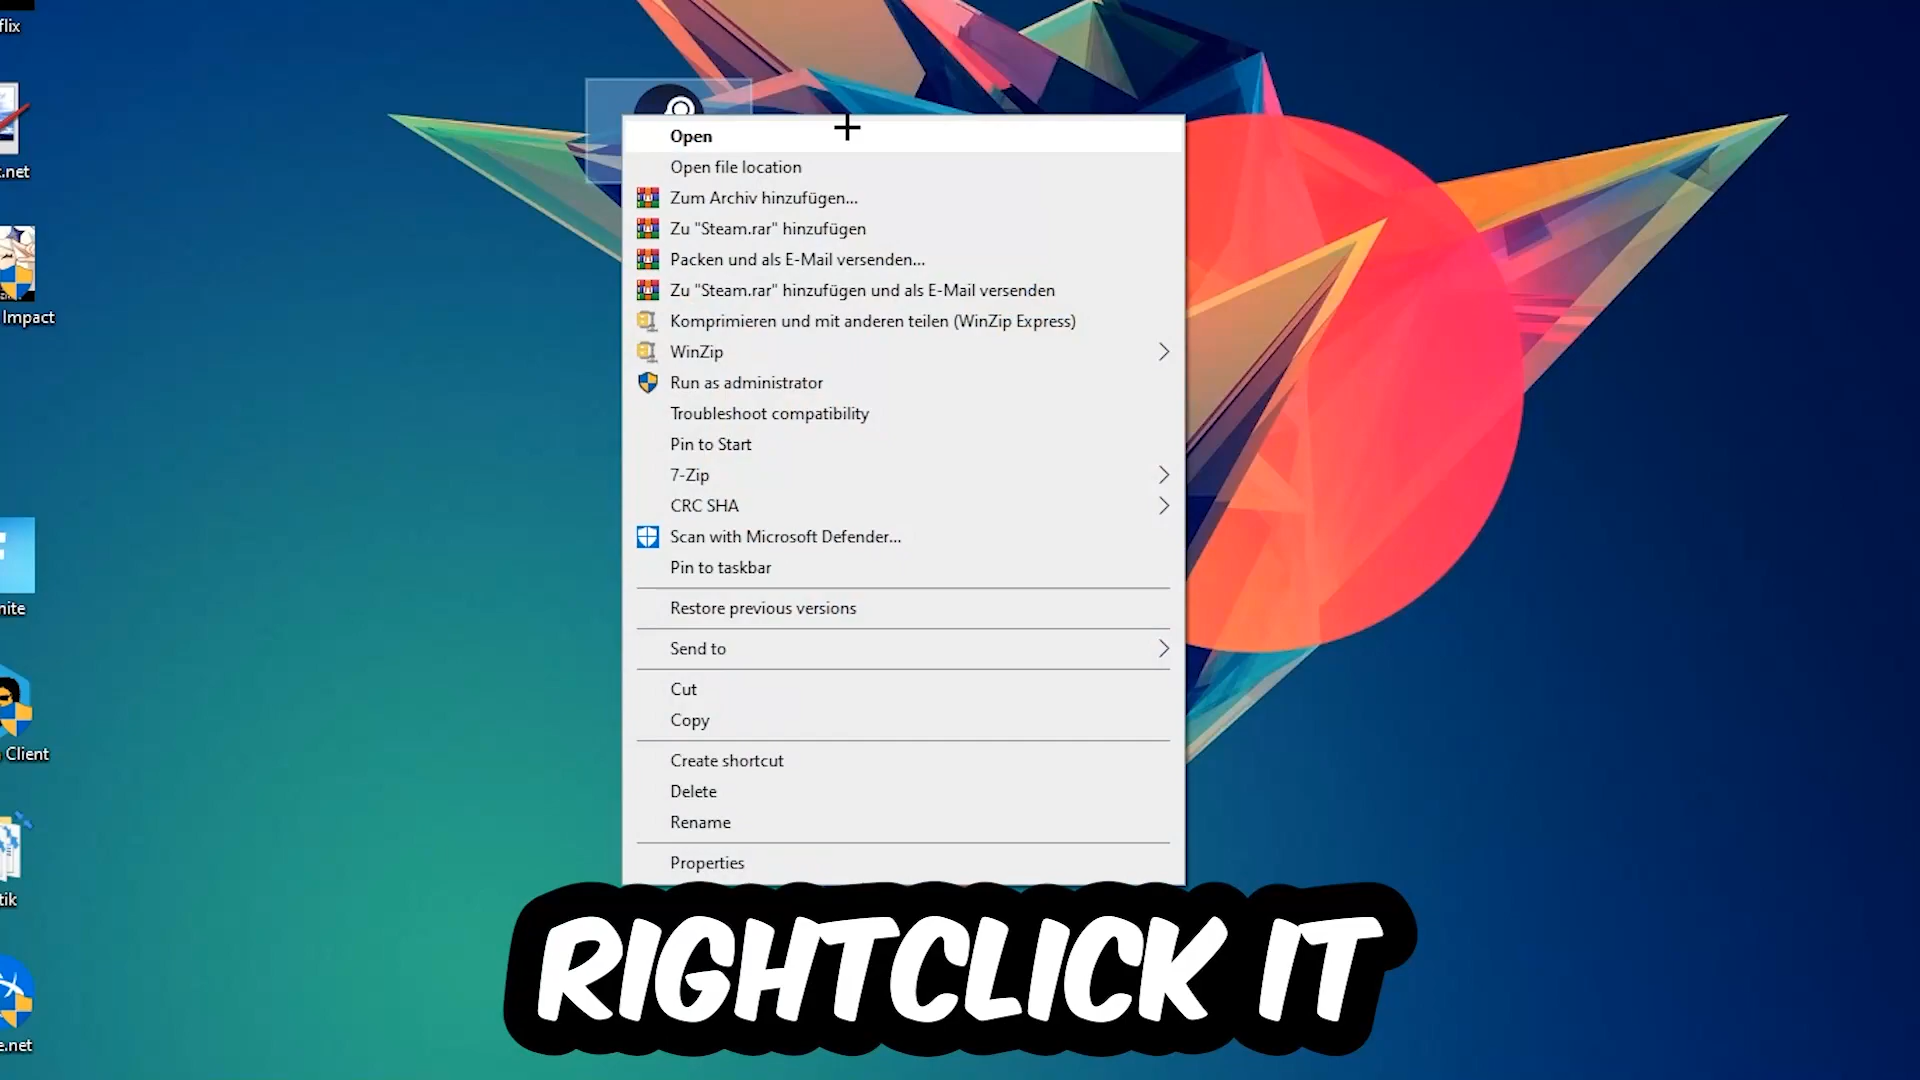 flix
.net
Impact
nite
Client
tik
e.net
Open
Open file location
Zum Archiv hinzufügen...
Zu "Steam.rar" hinzufügen
Packen und als E-Mail versenden...
Zu "Steam.rar" hinzufügen und als E-Mail versenden
Komprimieren und mit anderen teilen (WinZip Express)
WinZip
Run as administrator
Troubleshoot compatibility
Pin to Start
7-Zip
CRC SHA
Scan with Microsoft Defender...
Pin to taskbar
Restore previous versions
Send to
Cut
Copy
Create shortcut
Delete
Rename
Properties
RIGHTCLICK IT